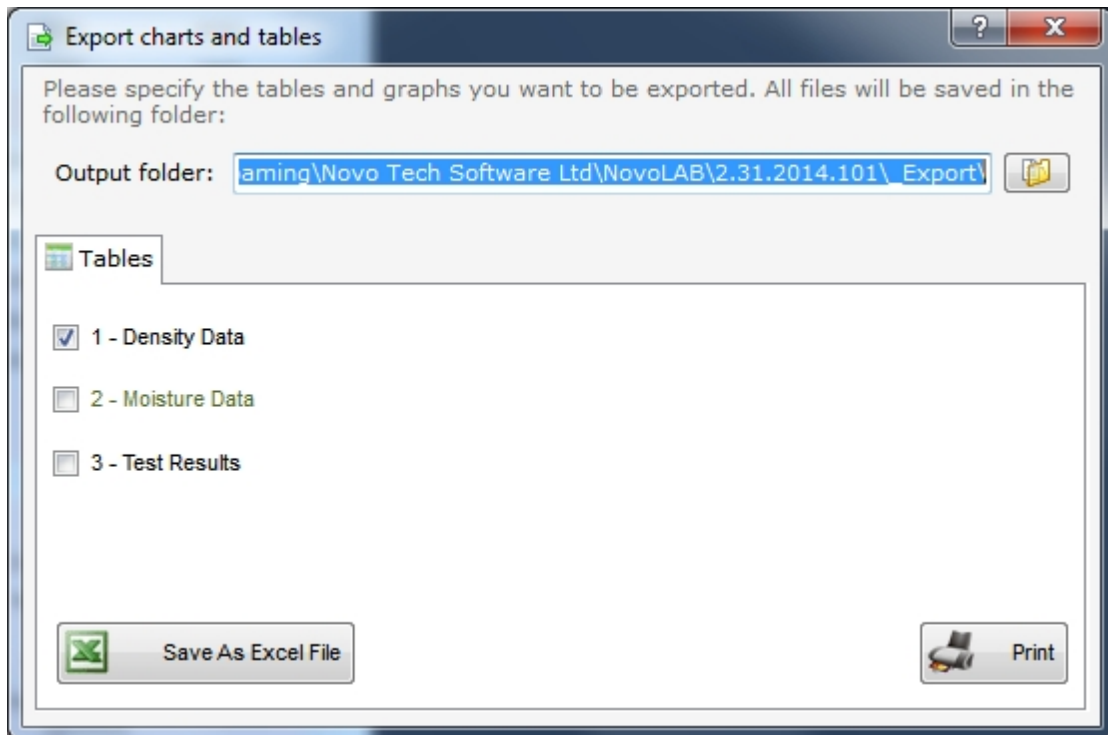 Export charts and tables
Please specify the tables and graphs you want to be exported. All files will be saved in the
following folder:
Output folder: aming\Novo Tech Software Ltd\NovoLAB\2.31.2014.101\_Export\
Tables
1 - Density Data
2 - Moisture Data
3 - Test Results
Save As Excel File Print